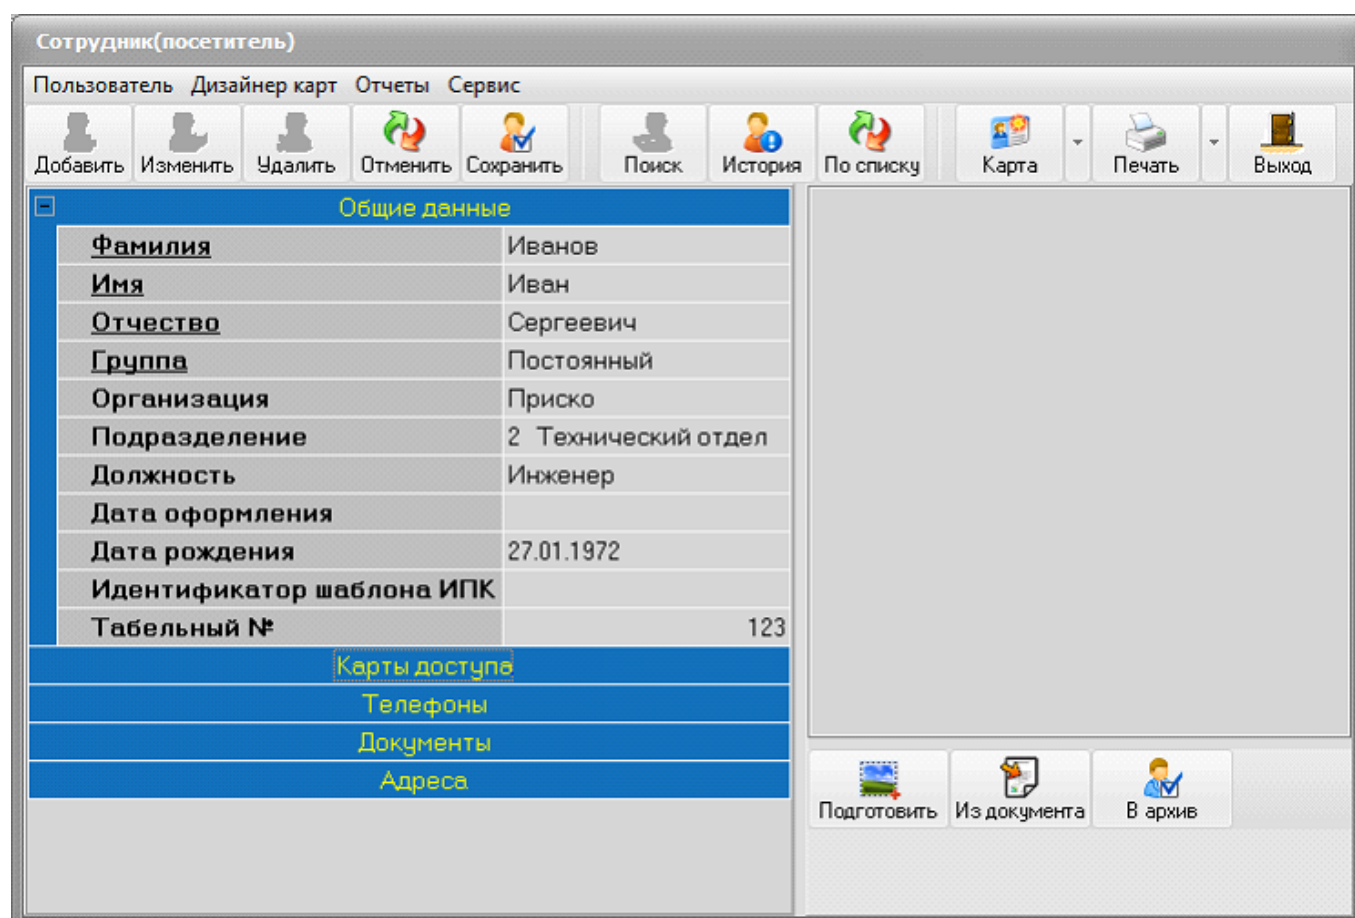 Сотрудник(посетитель)
Пользователь Дизайнер карт Отчеты Сервис
Добавить Изменить Удалить Отменить Сохранить Поиск История По списку Карта Печать Выход
Общие данные
Фамилия Иванов
Имя Иван
Отчество Сергеевич
Группа Постоянный
Организация Приско
Подразделение 2 Технический отдел
Должность Инженер
Дата оформления
Дата рождения 27.01.1972
Идентификатор шаблона ИПК
Табельный № 123
Карты доступа
Телефоны
Документы
Адреса
Подготовить Из документа В архив